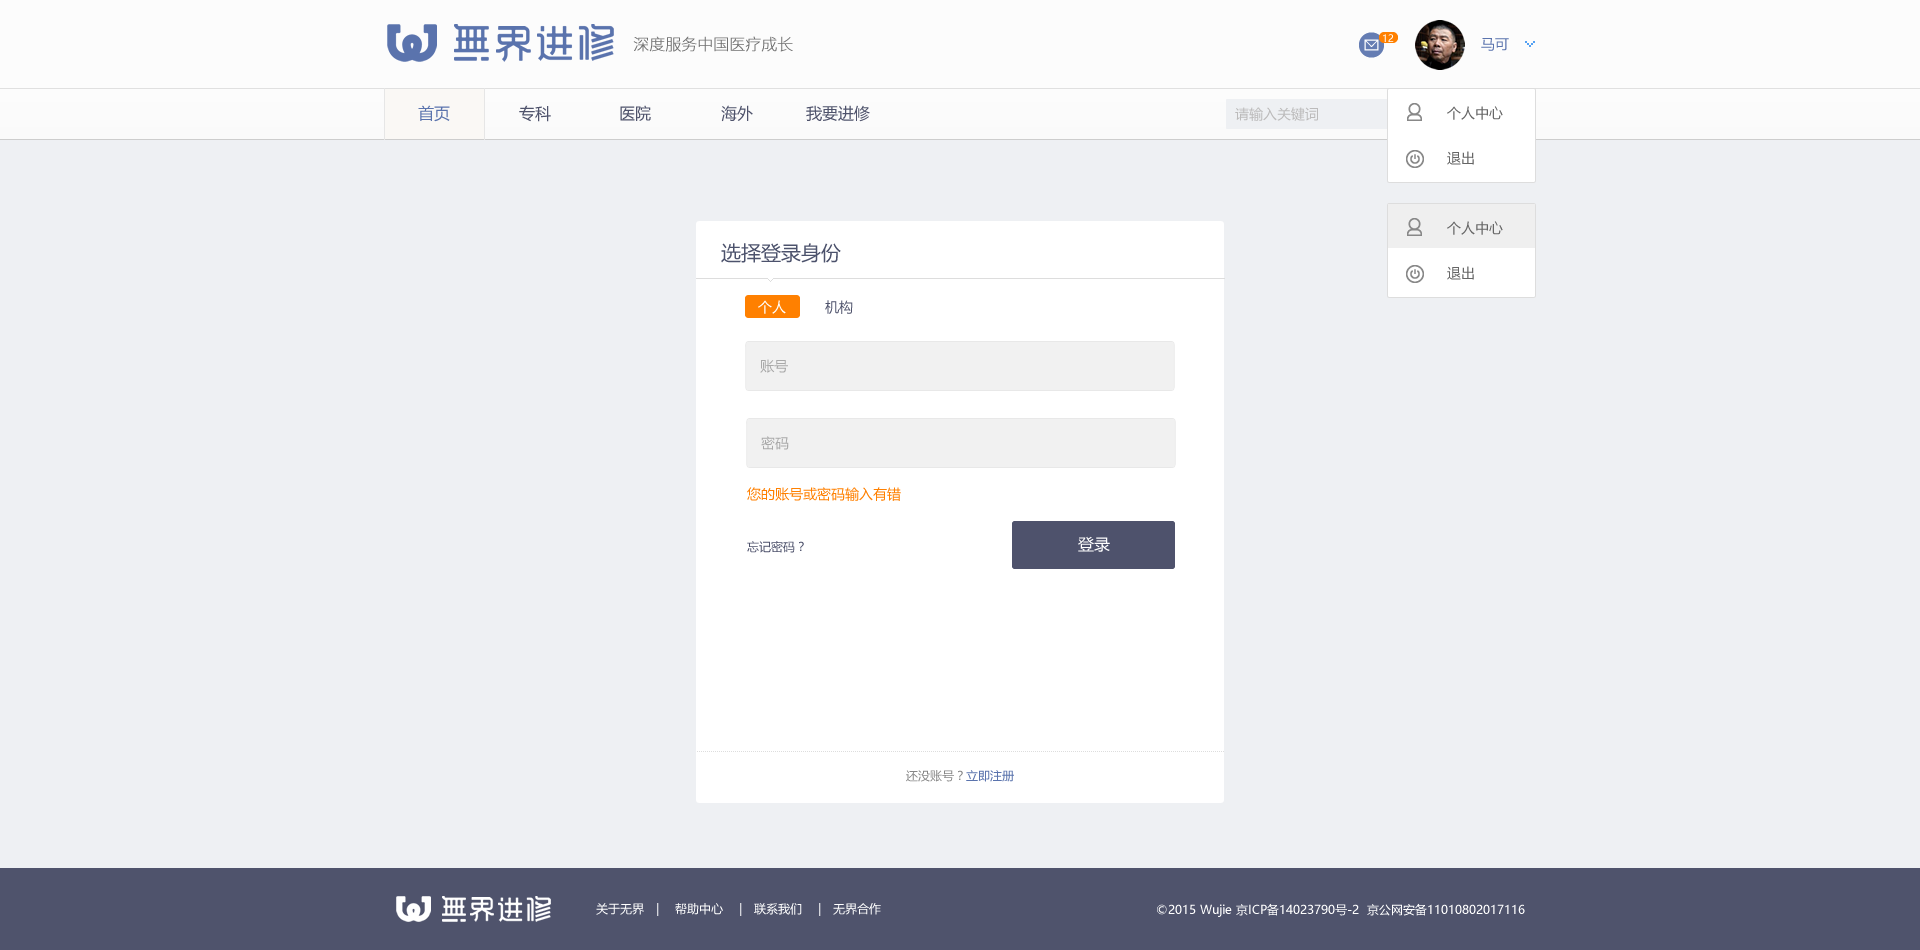 無界进修 深度服务中国医疗成长 12 马可
首页 专科 医院 海外 我要进修 请输入关键词
个人中心
退出
个人中心
退出
选择登录身份
个人 机构
账号
密码
您的账号或密码输入有错
忘记密码？ 登录
还没账号？立即注册
無界进修 关于无界 | 帮助中心 | 联系我们 | 无界合作 ©2015 Wujie 京ICP备14023790号-2 京公网安备11010802017116